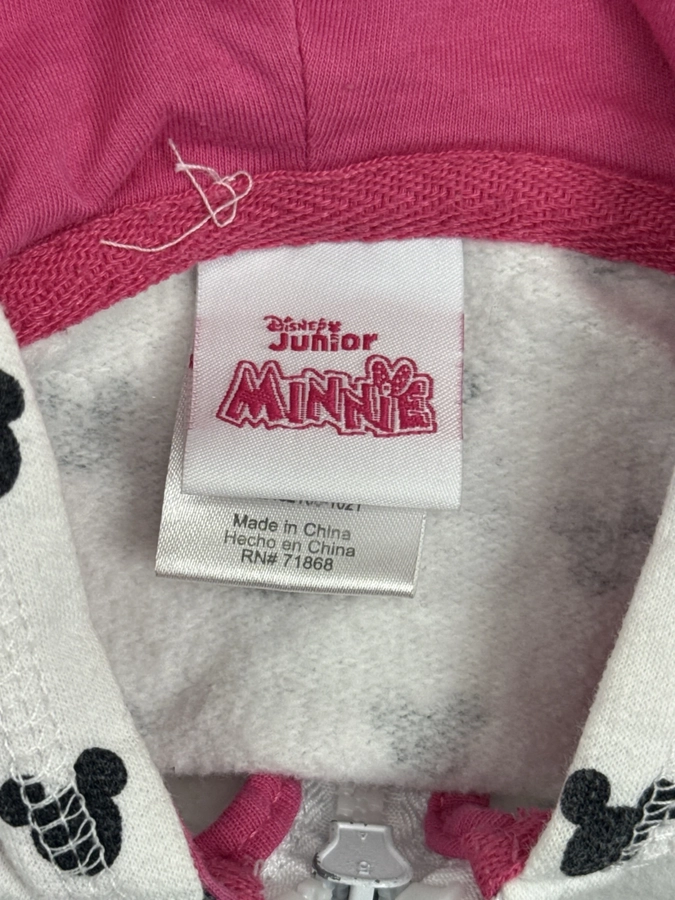 Disney
Junior
MINNIE
Made in China
Hecho en China
RN# 71868